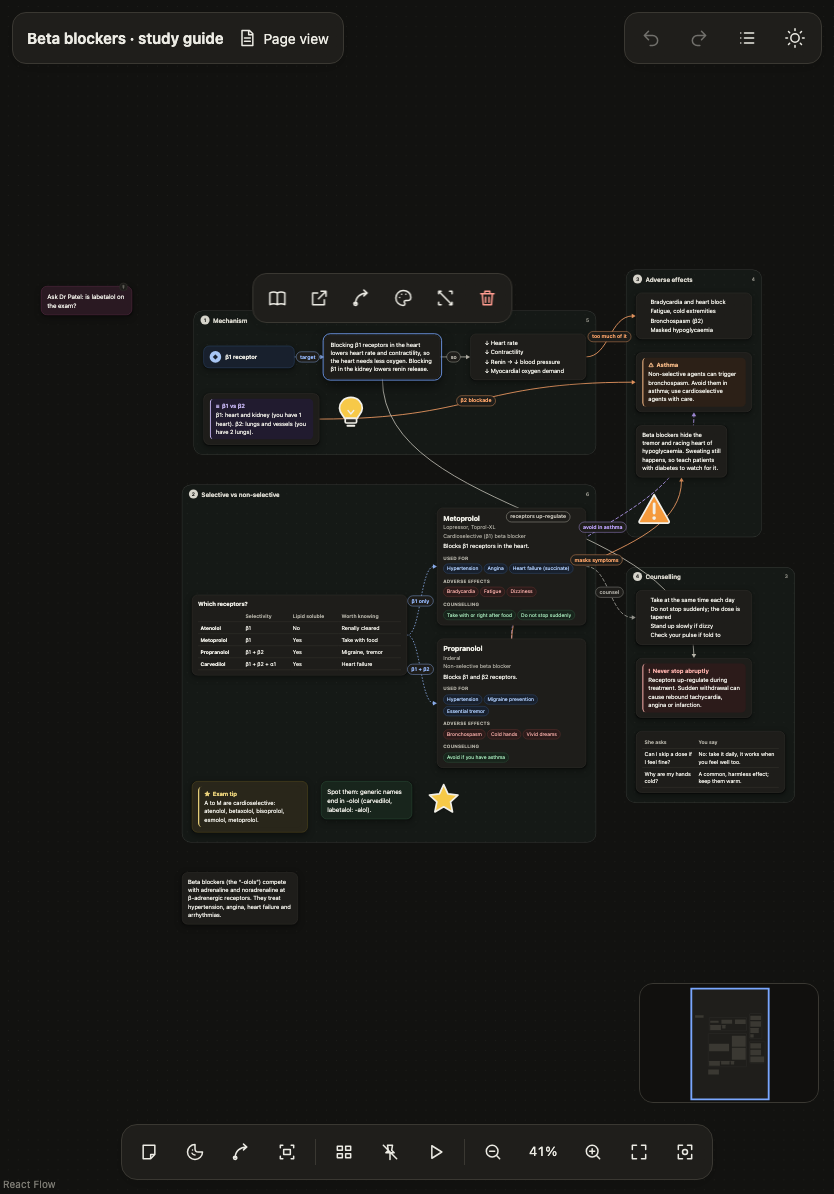 Beta blockers · study guide
Page view
Ask Dr Patel: is labetalol on
the exam?
1 Mechanism 5
β1 receptor
target
Blocking β1 receptors in the heart
lowers heart rate and contractility, so
the heart needs less oxygen. Blocking
β1 in the kidney lowers renin release.
so
↓ Heart rate
↓ Contractility
↓ Renin → ↓ blood pressure
↓ Myocardial oxygen demand
too much of it
β1 vs β2
β1: heart and kidney (you have 1
heart). β2: lungs and vessels (you
have 2 lungs).
β2 blockade
3 Adverse effects 4
Bradycardia and heart block
Fatigue, cold extremities
Bronchospasm (β2)
Masked hypoglycaemia
⚠ Asthma
Non-selective agents can trigger
bronchospasm. Avoid them in
asthma; use cardioselective
agents with care.
Beta blockers hide the
tremor and racing heart of
hypoglycaemia. Sweating still
happens, so teach patients
with diabetes to watch for it.
2 Selective vs non-selective 6
Which receptors?
Selectivity Lipid soluble Worth knowing
Atenolol β1 No Renally cleared
Metoprolol β1 Yes Take with food
Propranolol β1 + β2 Yes Migraine, tremor
Carvedilol β1 + β2 + α1 Yes Heart failure
β1 only
β1 + β2
Metoprolol
receptors up-regulate
Lopressor, Toprol-XL
Cardioselective (β1) beta blocker
Blocks β1 receptors in the heart.
USED FOR
Hypertension Angina Heart failure (succinate)
ADVERSE EFFECTS
Bradycardia Fatigue Dizziness
COUNSELLING
Take with or right after food Do not stop suddenly
Propranolol
Inderal
Non-selective beta blocker
Blocks β1 and β2 receptors.
USED FOR
Hypertension Migraine prevention
Essential tremor
ADVERSE EFFECTS
Bronchospasm Cold hands Vivid dreams
COUNSELLING
Avoid if you have asthma
avoid in asthma
masks symptoms
counsel
4 Counselling 3
Take at the same time each day
Do not stop suddenly; the dose is
tapered
Stand up slowly if dizzy
Check your pulse if told to
! Never stop abruptly
Receptors up-regulate during
treatment. Sudden withdrawal can
cause rebound tachycardia,
angina or infarction.
She asks You say
Can I skip a dose if No: take it daily, it works when
I feel fine? you feel well too.
Why are my hands A common, harmless effect;
cold? keep them warm.
★ Exam tip
A to M are cardioselective:
atenolol, betaxolol, bisoprolol,
esmolol, metoprolol.
Spot them: generic names
end in -olol (carvedilol,
labetalol: -alol).
Beta blockers (the "-olols") compete
with adrenaline and noradrenaline at
β-adrenergic receptors. They treat
hypertension, angina, heart failure and
arrhythmias.
41%
React Flow